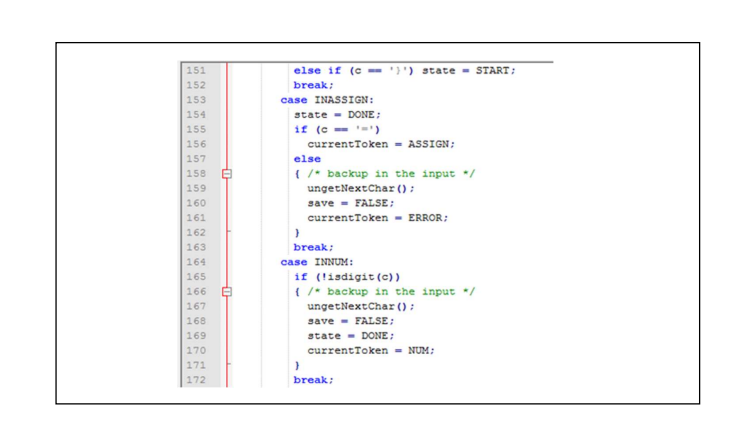 151 else if (c == '}') state = START;
152 break;
153 case INASSIGN:
154 state = DONE;
155 if (c == '=')
156 currentToken = ASSIGN;
157 else
158 { /* backup in the input */
159 ungetNextChar();
160 save = FALSE;
161 currentToken = ERROR;
162 }
163 break;
164 case INNUM:
165 if (!isdigit(c))
166 { /* backup in the input */
167 ungetNextChar();
168 save = FALSE;
169 state = DONE;
170 currentToken = NUM;
171 }
172 break;